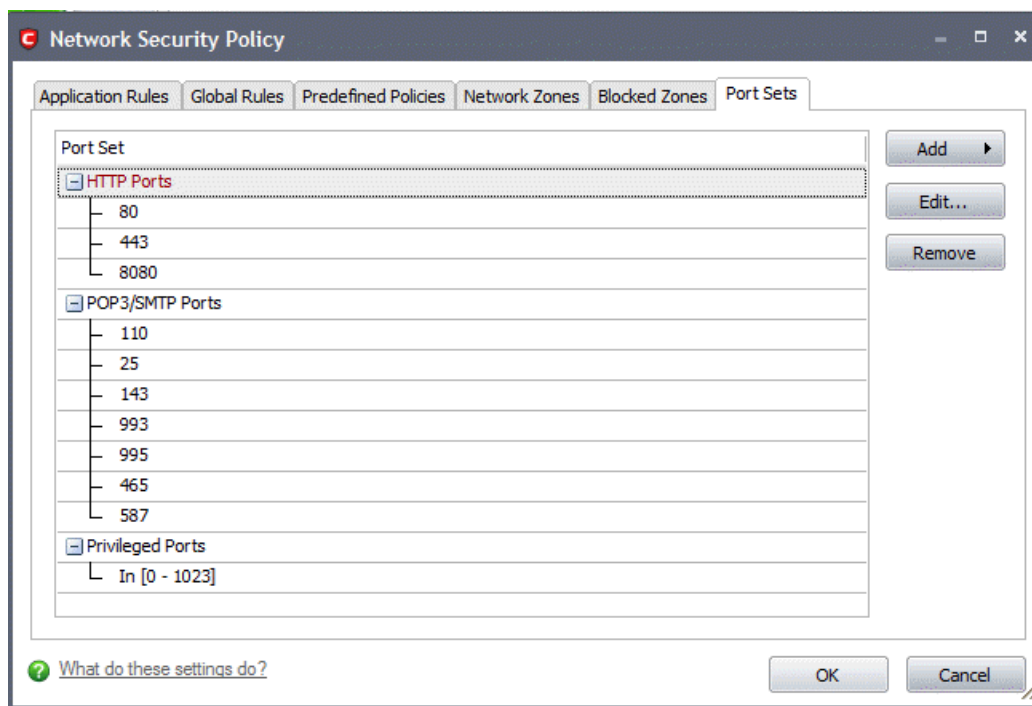 Network Security Policy
Application Rules Global Rules Predefined Policies Network Zones Blocked Zones Port Sets
Port Set
HTTP Ports
80
443
8080
POP3/SMTP Ports
110
25
143
993
995
465
587
Privileged Ports
In [0 - 1023]
Add
Edit...
Remove
What do these settings do?
OK Cancel